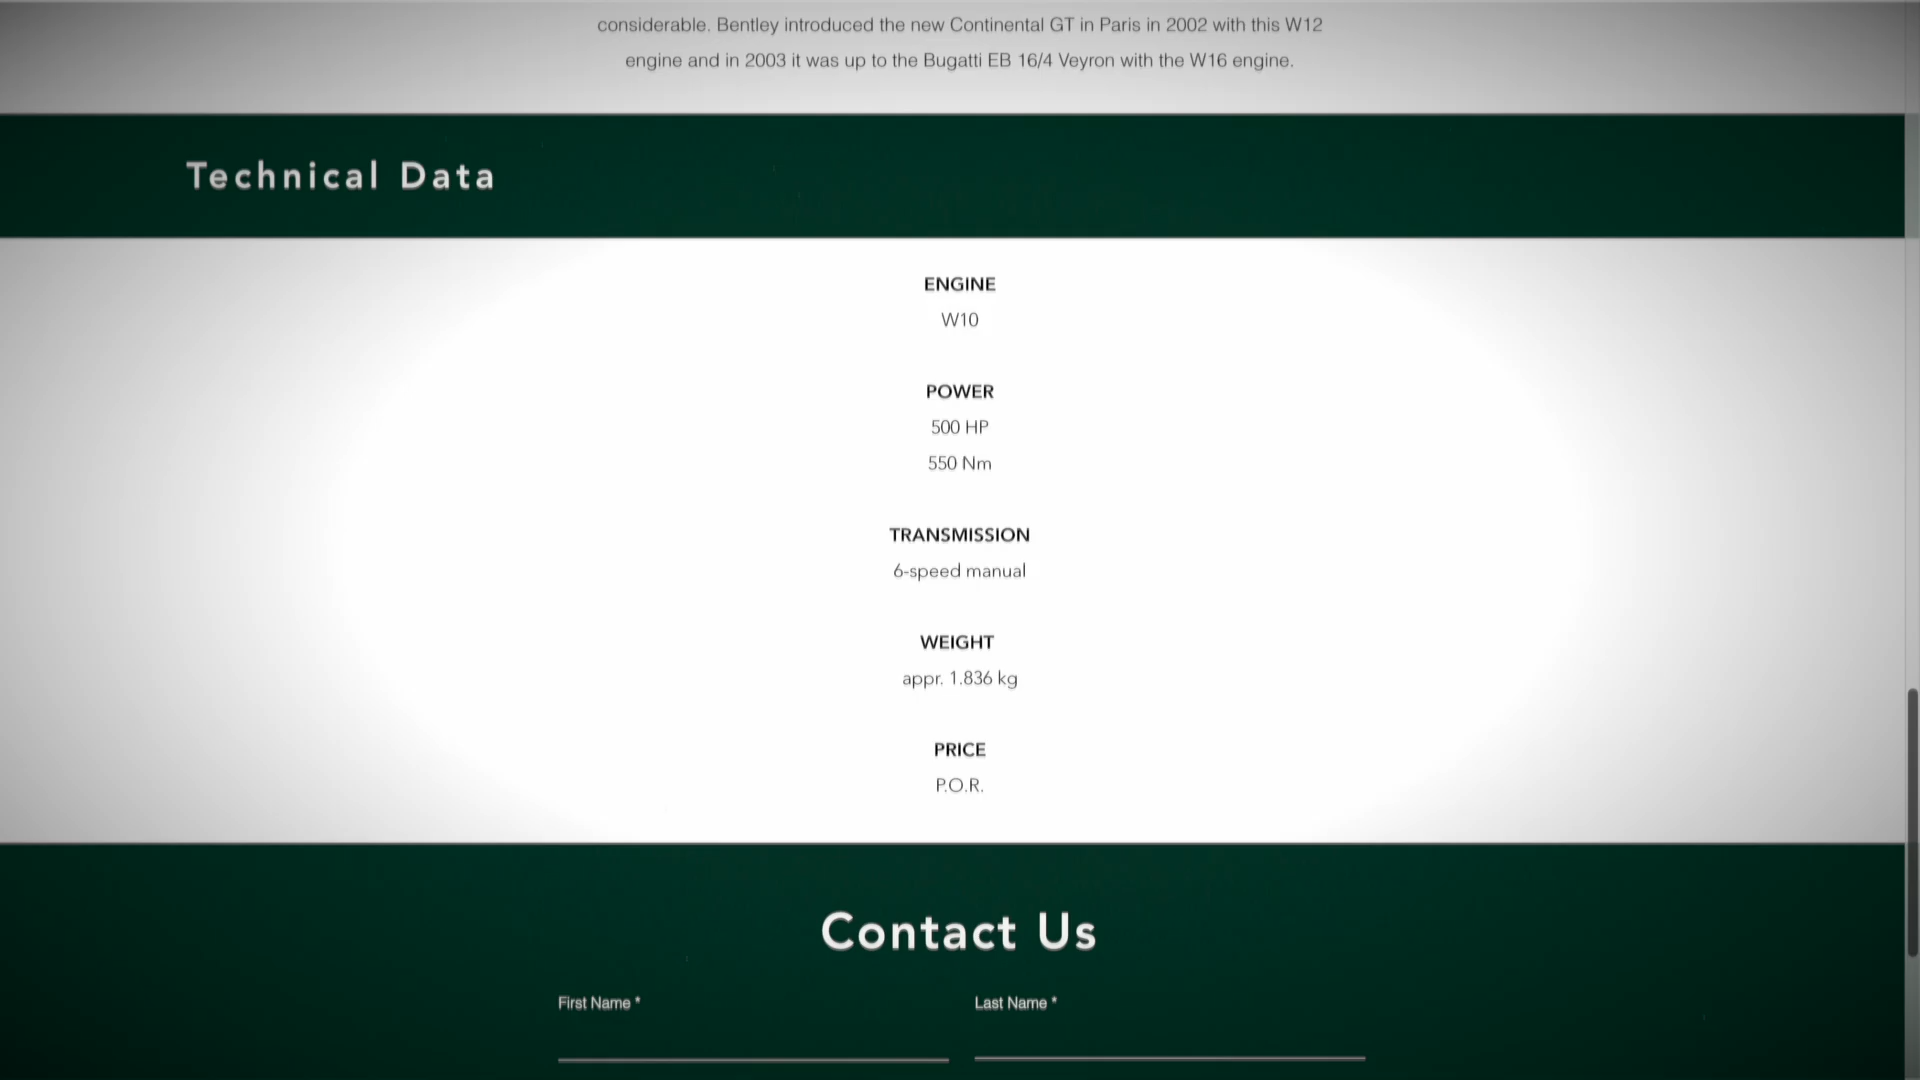 considerable. Bentley introduced the new Continental GT in Paris in 2002 with this W12
engine and in 2003 it was up to the Bugatti EB 16/4 Veyron with the W16 engine.
Technical Data
ENGINE
W10
POWER
500 HP
550 Nm
TRANSMISSION
6-speed manual
WEIGHT
appr. 1.836 kg
PRICE
P.O.R.
Contact Us
First Name *
Last Name *